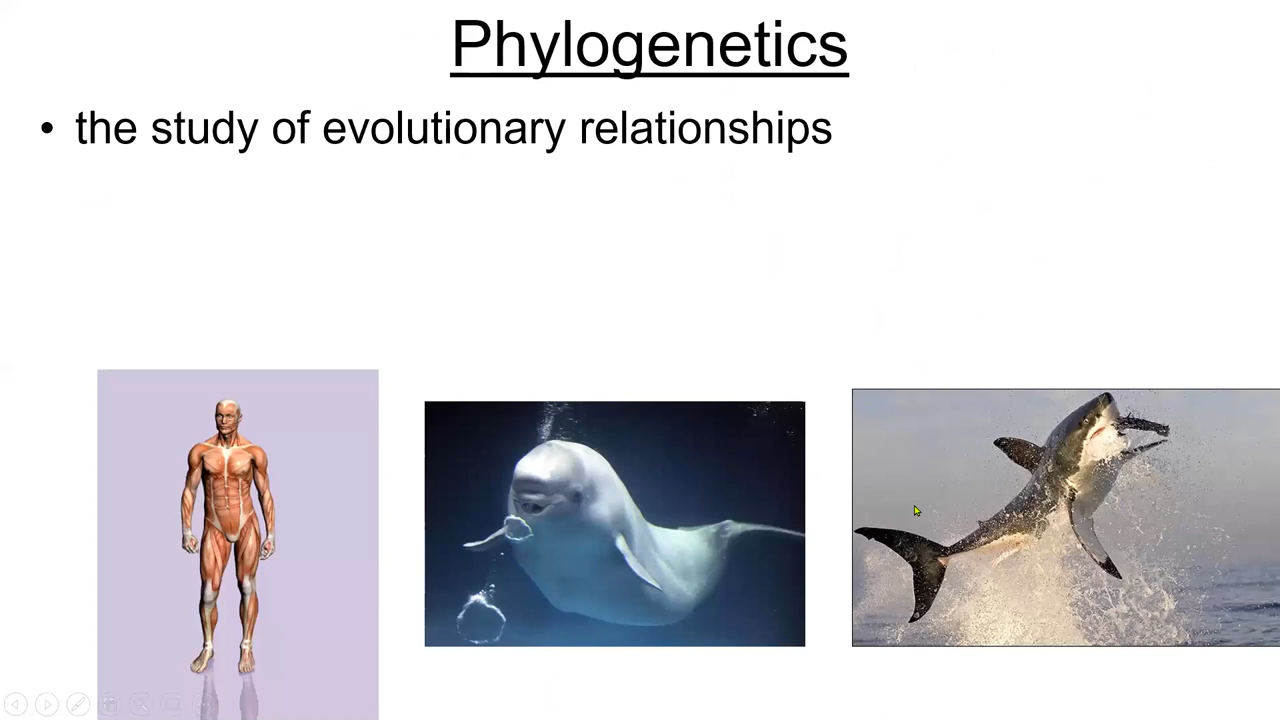 Phylogenetics
• the study of evolutionary relationships